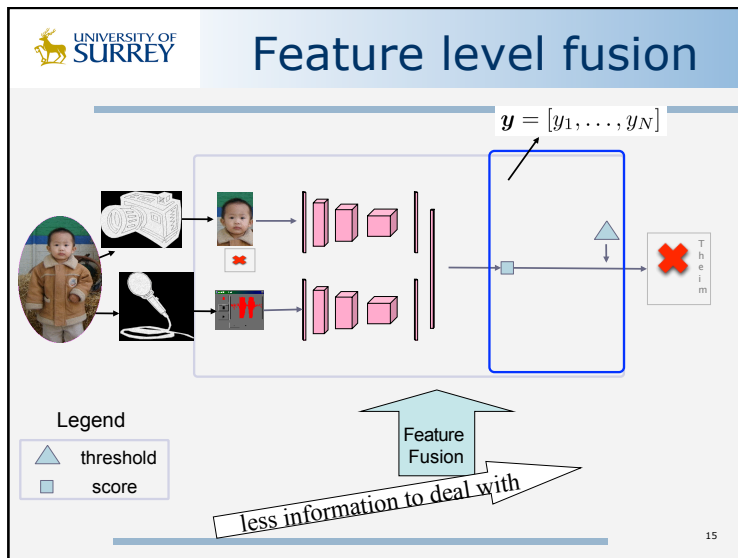 UNIVERSITY OF
SURREY
Feature level fusion
y = [y₁, . . . , y_N]
T
h
e
i
m
Legend
threshold
score
Feature
Fusion
less information to deal with
15